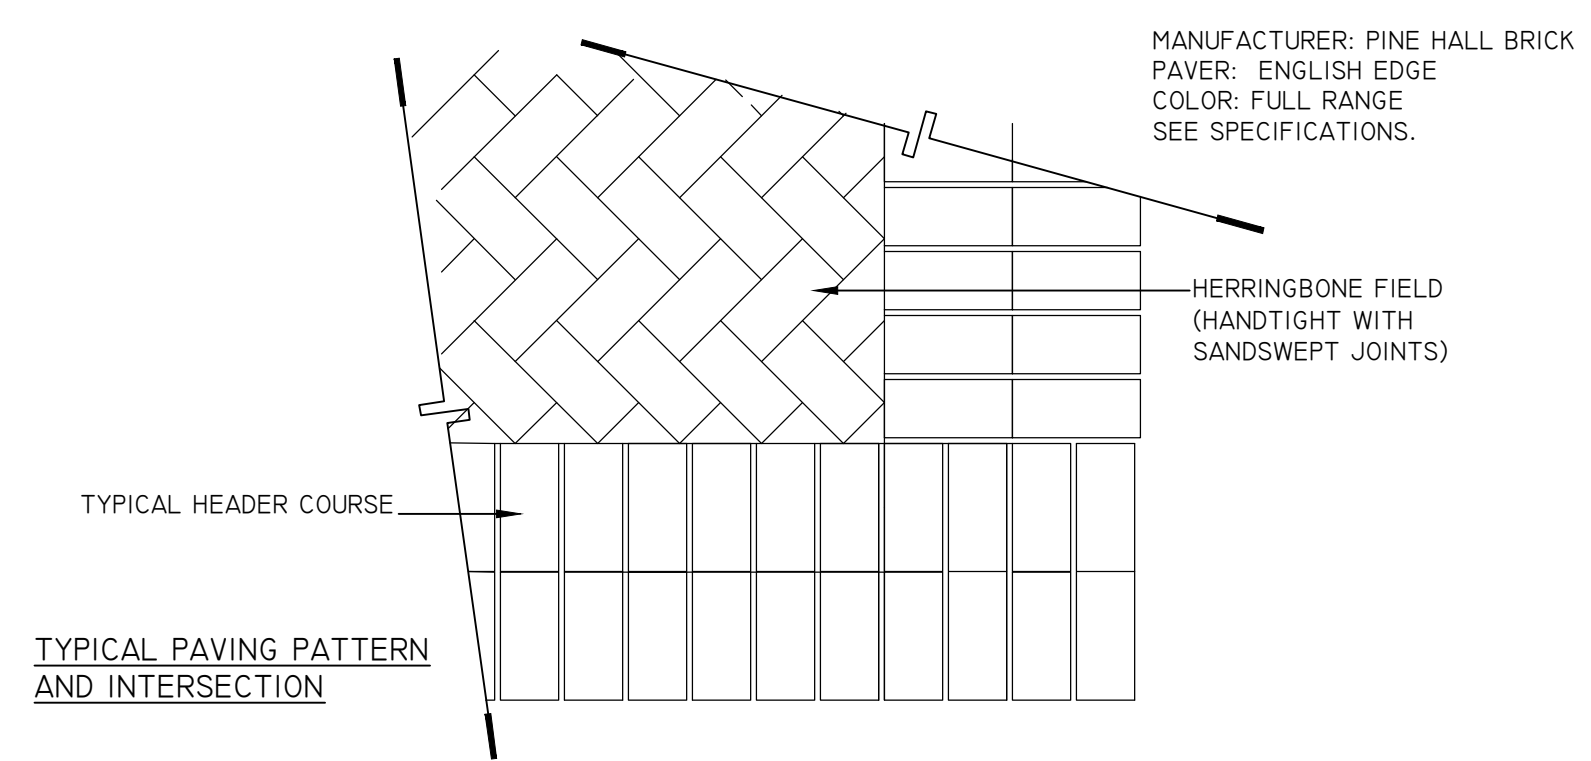 MANUFACTURER: PINE HALL BRICK
PAVER: ENGLISH EDGE
COLOR: FULL RANGE
SEE SPECIFICATIONS.
HERRINGBONE FIELD
(HANDTIGHT WITH
SANDSWEPT JOINTS)
TYPICAL HEADER COURSE
TYPICAL PAVING PATTERN
AND INTERSECTION